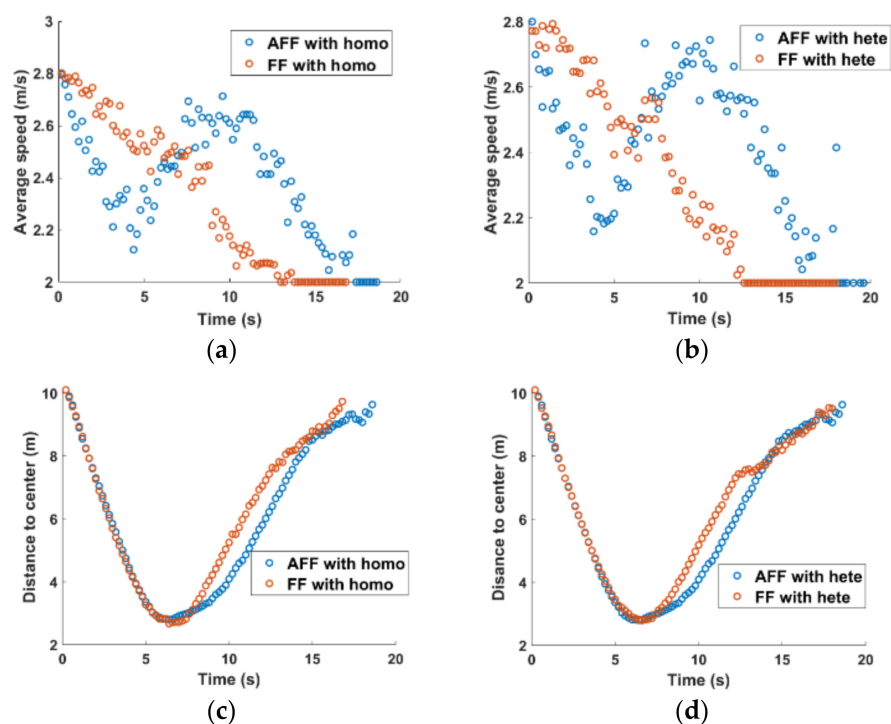 3
2.8
2.6
2.4
2.2
2
0
5
10
15
20
Average speed (m/s)
Time (s)
AFF with homo
FF with homo
(a)
2.8
2.6
2.4
2.2
2
0
5
10
15
20
Average speed (m/s)
Time (s)
AFF with hete
FF with hete
(b)
10
8
6
4
2
0
5
10
15
20
Distance to center (m)
Time (s)
AFF with homo
FF with homo
(c)
10
8
6
4
2
0
5
10
15
20
Disance to center (m)
Time (s)
AFF with hete
FF with hete
(d)